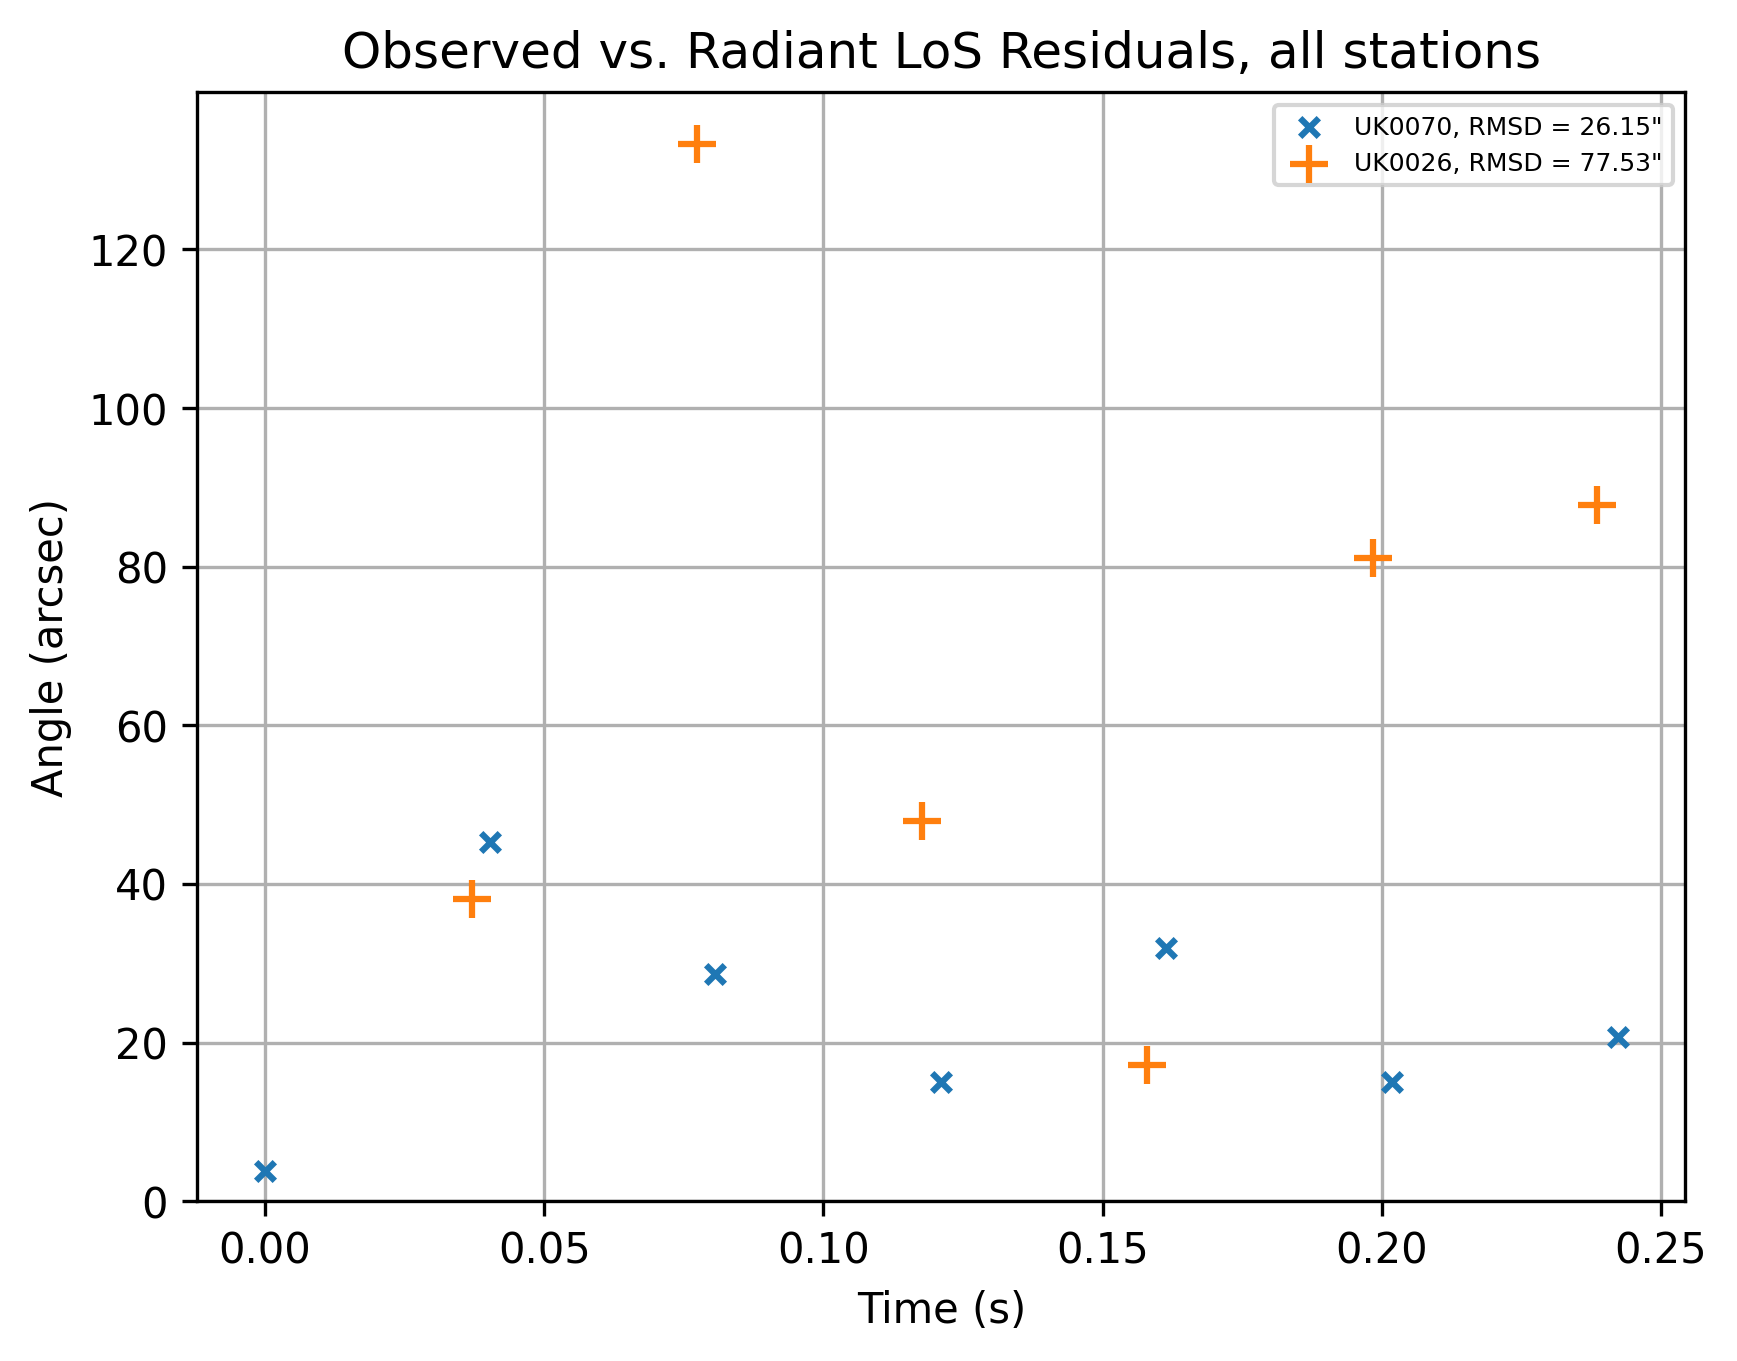 Observed vs. Radiant LoS Residuals, all stations
UK0070, RMSD = 26.15"
UK0026, RMSD = 77.53"
Angle (arcsec)
120
100
80
60
40
20
0
0.00 0.05 0.10 0.15 0.20 0.25
Time (s)